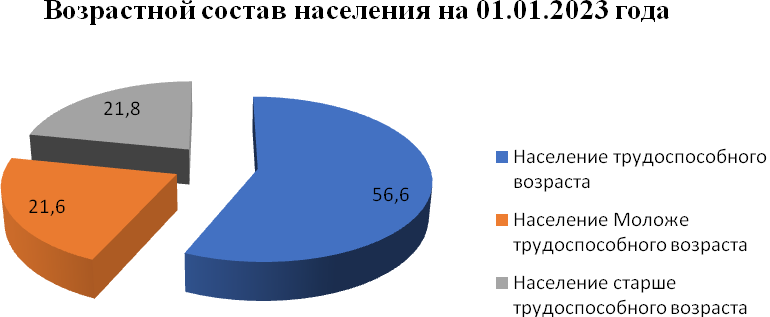 Возрастной состав населения на 01.01.2023 года
21,8
56,6
21,6
Население трудоспособного
возраста
Население Моложе
трудоспособного возраста
Население старше
трудоспособного возраста